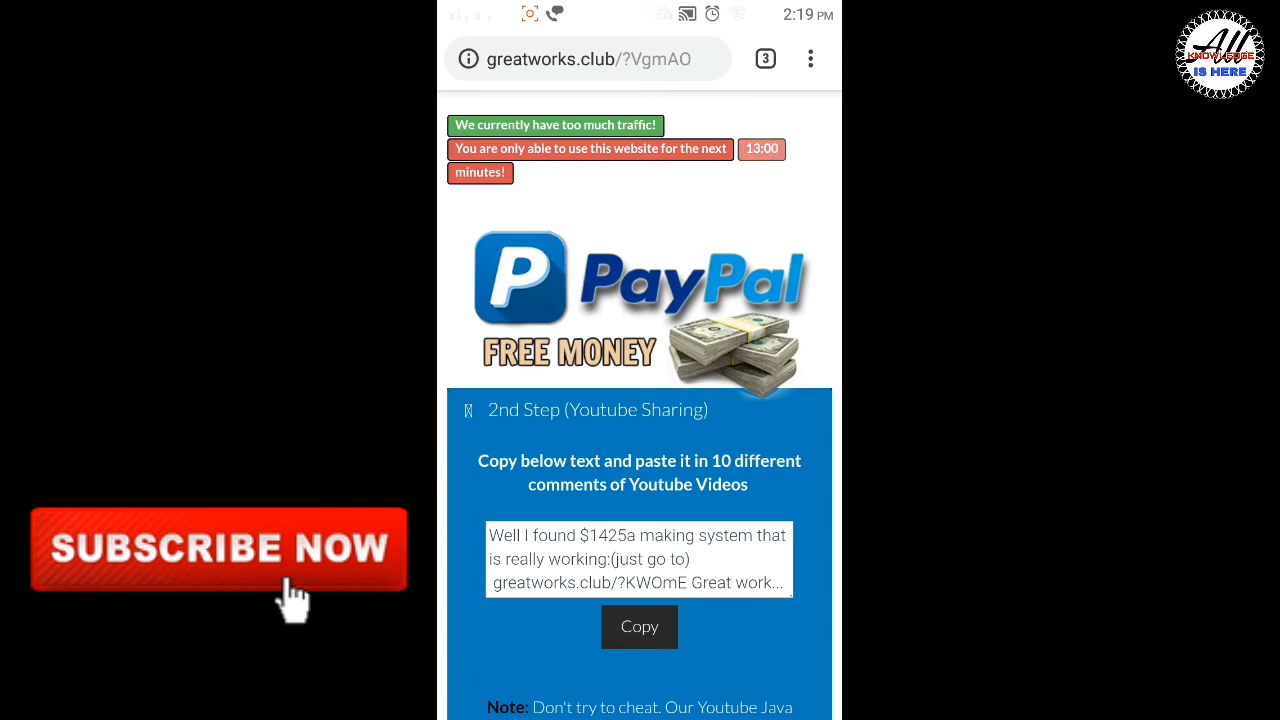 2:19 PM
greatworks.club/?VgmAO
3
All
KNOWLEDGE
IS HERE
We currently have too much traffic!
You are only able to use this website for the next 13:00
minutes!
P PayPal
FREE MONEY
2nd Step (Youtube Sharing)
Copy below text and paste it in 10 different
comments of Youtube Videos
Well I found $1425a making system that
is really working:(just go to)
greatworks.club/?KWOmE Great work...
Copy
SUBSCRIBE NOW
Note: Don't try to cheat. Our Youtube Java